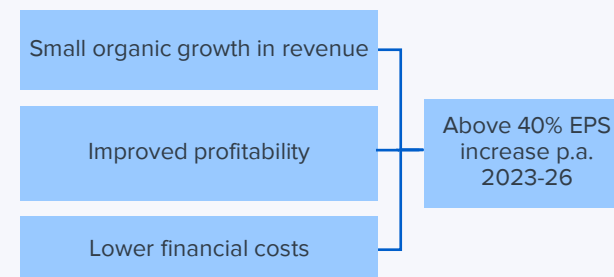 Small organic growth in revenue
Improved profitability
Lower financial costs
Above 40% EPS
increase p.a.
2023-26